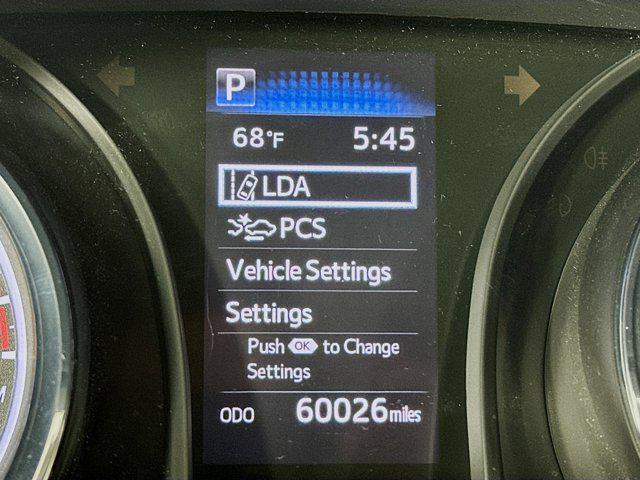 P
68°F 5:45
LDA
PCS
Vehicle Settings
Settings
Push OK to Change
Settings
ODO 60026 miles
M